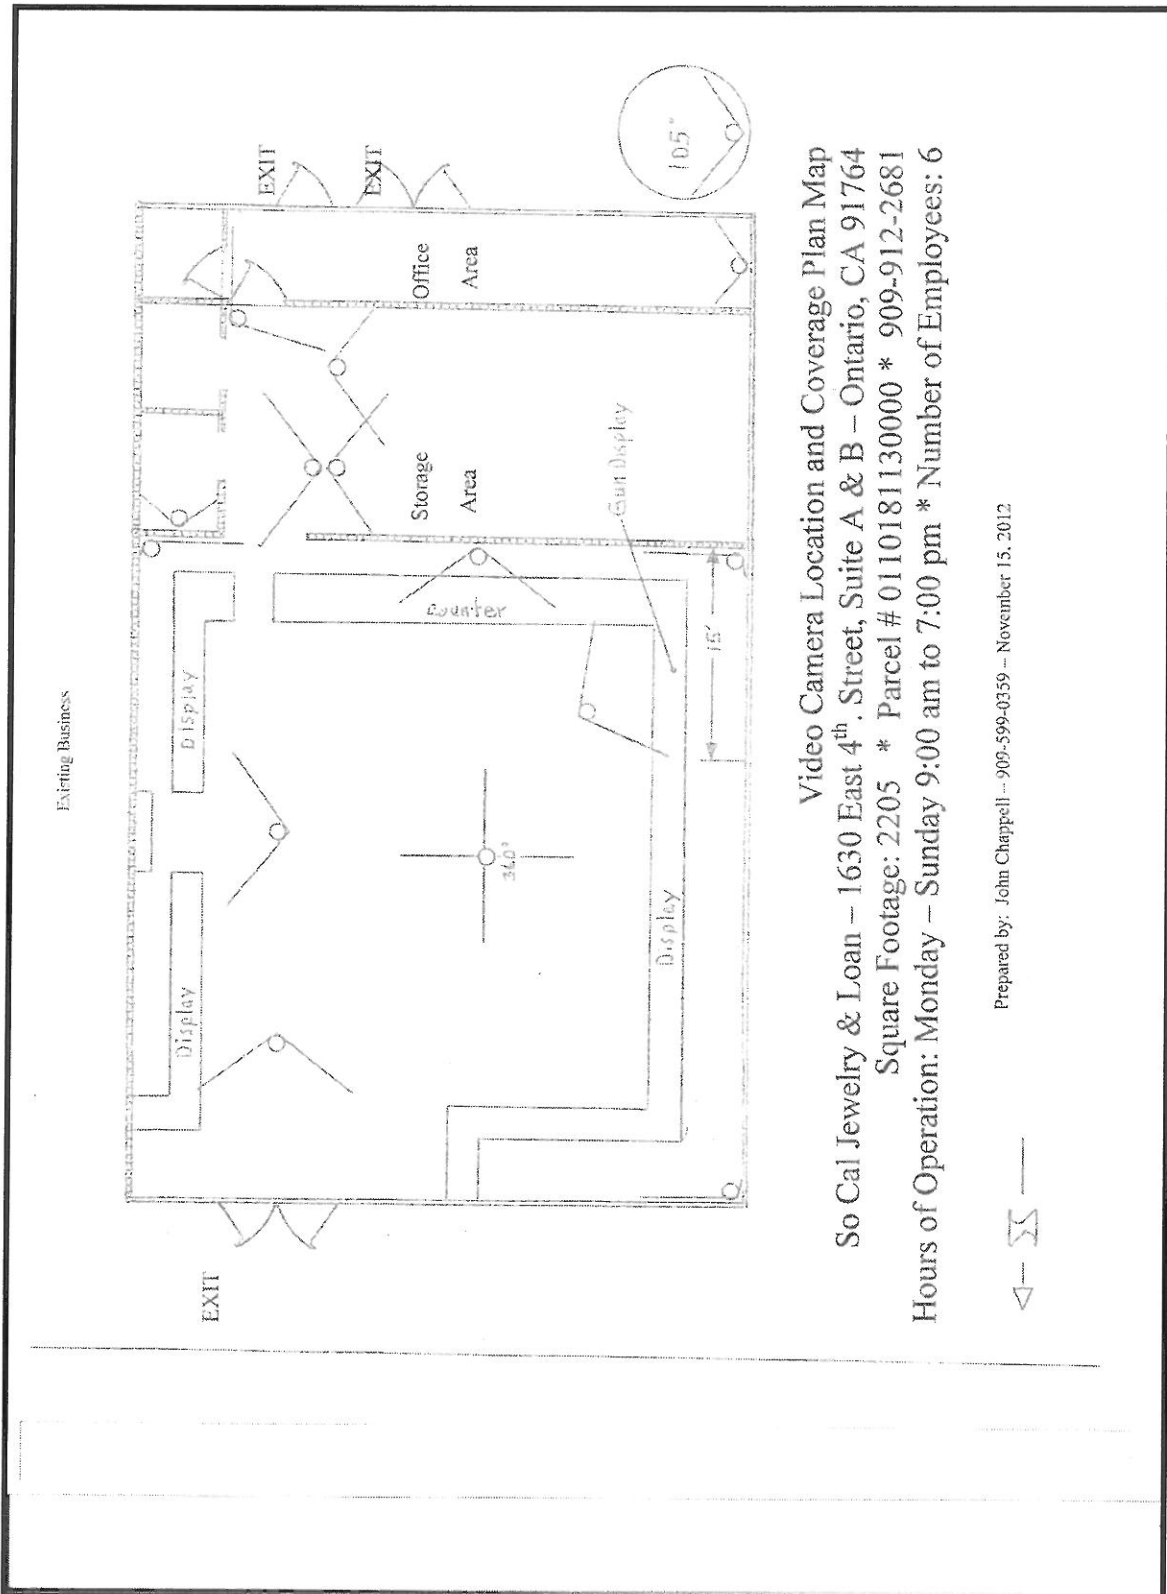 Existing Business
EXIT
EXIT
EXIT
Display
Display
Storage
Area
Office
Area
Counter
360°
Gun Display
Display
15'
105°
Video Camera Location and Coverage Plan Map
So Cal Jewelry & Loan – 1630 East 4th. Street, Suite A & B – Ontario, CA 91764
Square Footage: 2205 * Parcel # 0110181130000 * 909-912-2681
Hours of Operation: Monday – Sunday 9:00 am to 7:00 pm * Number of Employees: 6
Prepared by: John Chappell – 909-599-0359 – November 15, 2012